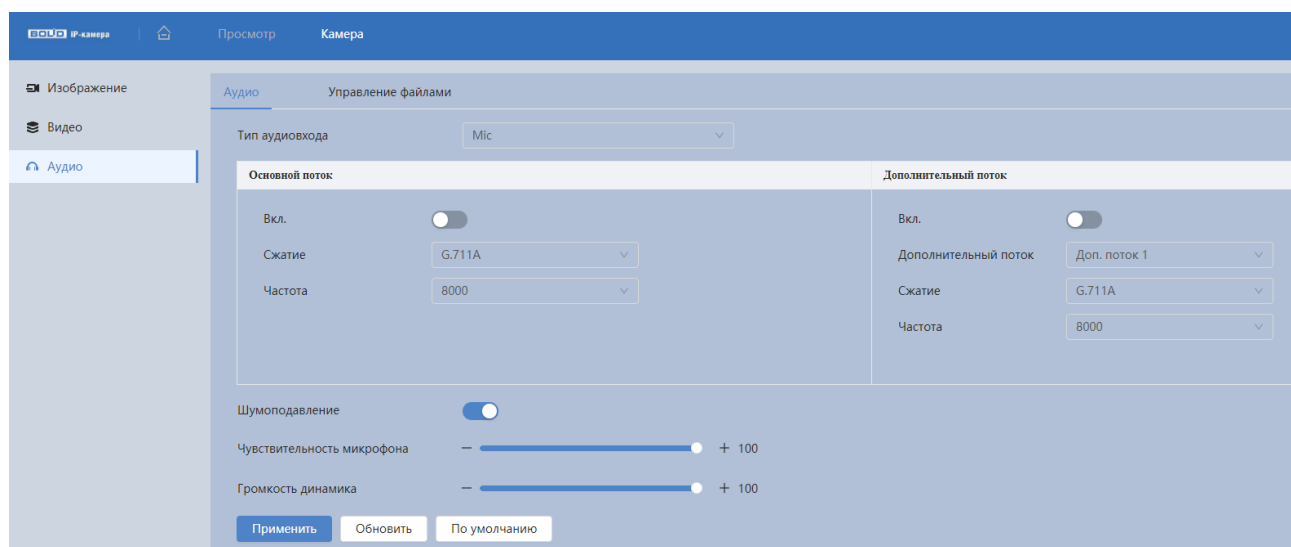 BOLID IP-камера Просмотр Камера
Изображение
Видео
Аудио
Аудио Управление файлами
Тип аудиовхода Mic
Основной поток Дополнительный поток
Вкл. Вкл.
Сжатие G.711A Дополнительный поток Доп. поток 1
Частота 8000 Сжатие G.711A
Частота 8000
Шумоподавление
Чувствительность микрофона − + 100
Громкость динамика − + 100
Применить Обновить По умолчанию